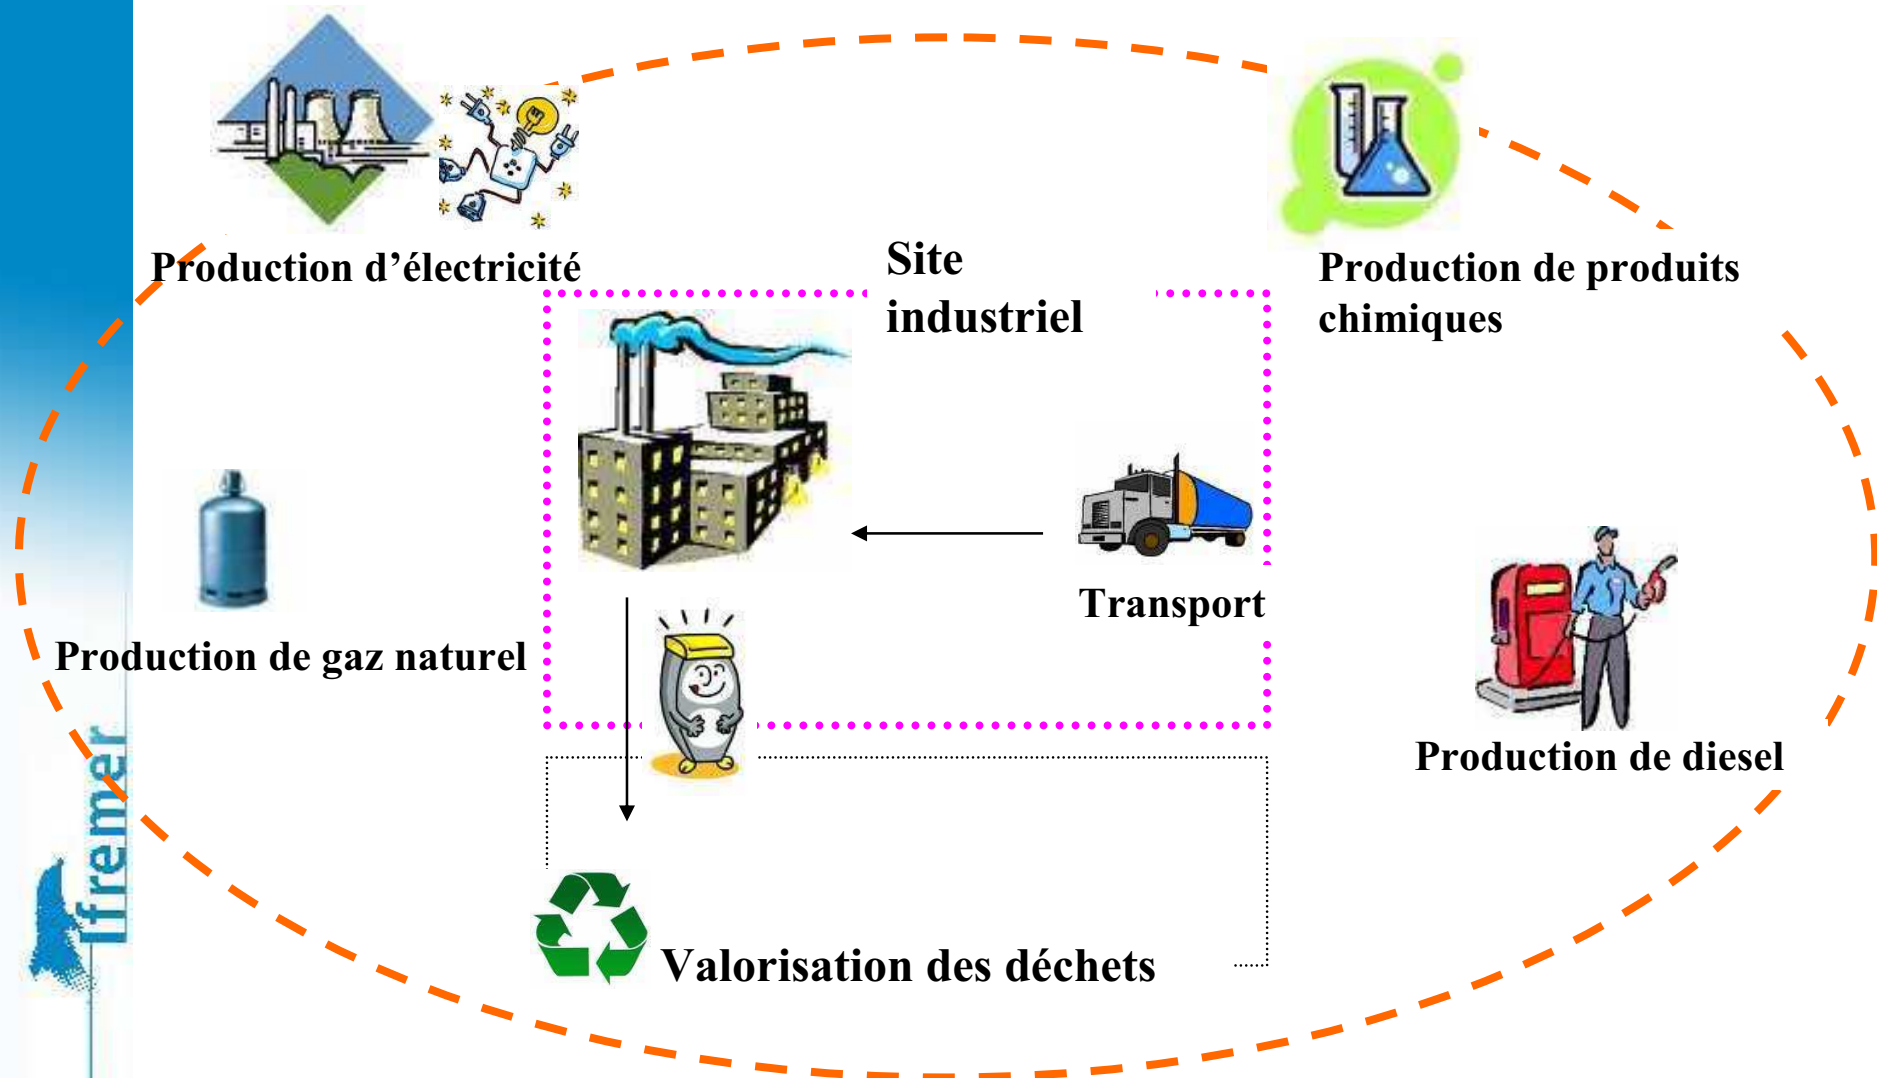 Production d’électricité
Site
industriel
Production de produits
chimiques
Transport
Production de gaz naturel
Production de diesel
Valorisation des déchets
Ifremer